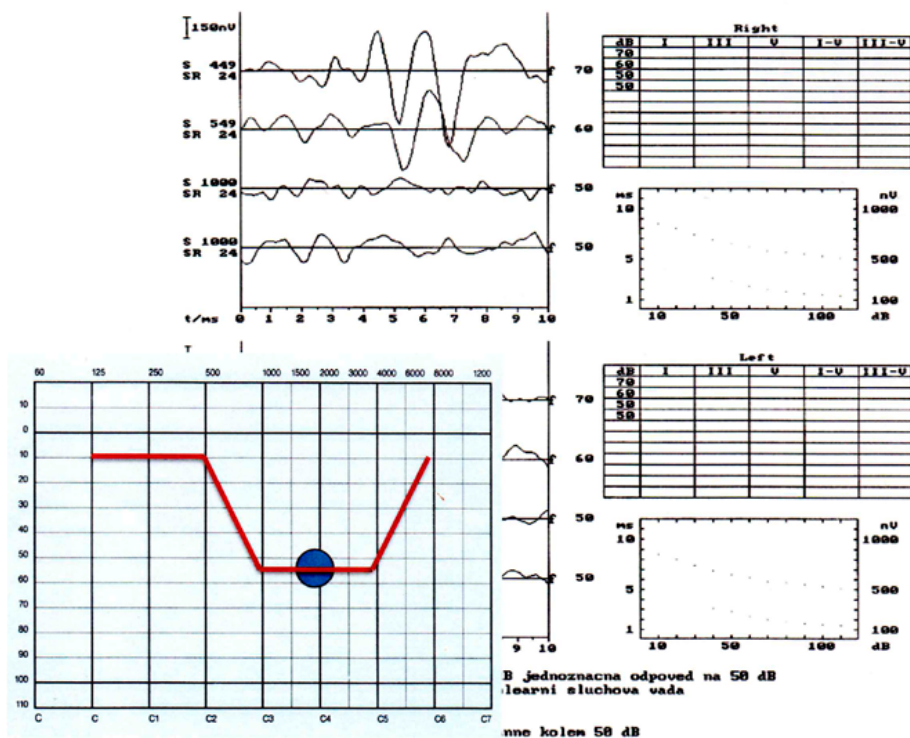 150nV
S 449
SR 24
70
S 549
SR 24
60
S 1000
SR 24
50
S 1000
SR 24
50
t/ms 0 1 2 3 4 5 6 7 8 9 10
Right
dB I III V I-V III-V
70
60
50
50
ms nV
10 1000
5 500
1 100
10 100 dB
60 125 250 500 1000 1500 2000 3000 4000 6000 8000 1200
10
0
10
20
30
40
50
60
70
80
90
100
110
C C C1 C2 C3 C4 C5 C6 C7
70
60
50
50
9 10
Left
dB I III V I-V III-V
70
60
50
50
ms nV
10 1000
5 500
1 100
10 100 dB
B jednoznacna odpoved na 50 dB
learni sluchova vada
nne kolem 50 dB